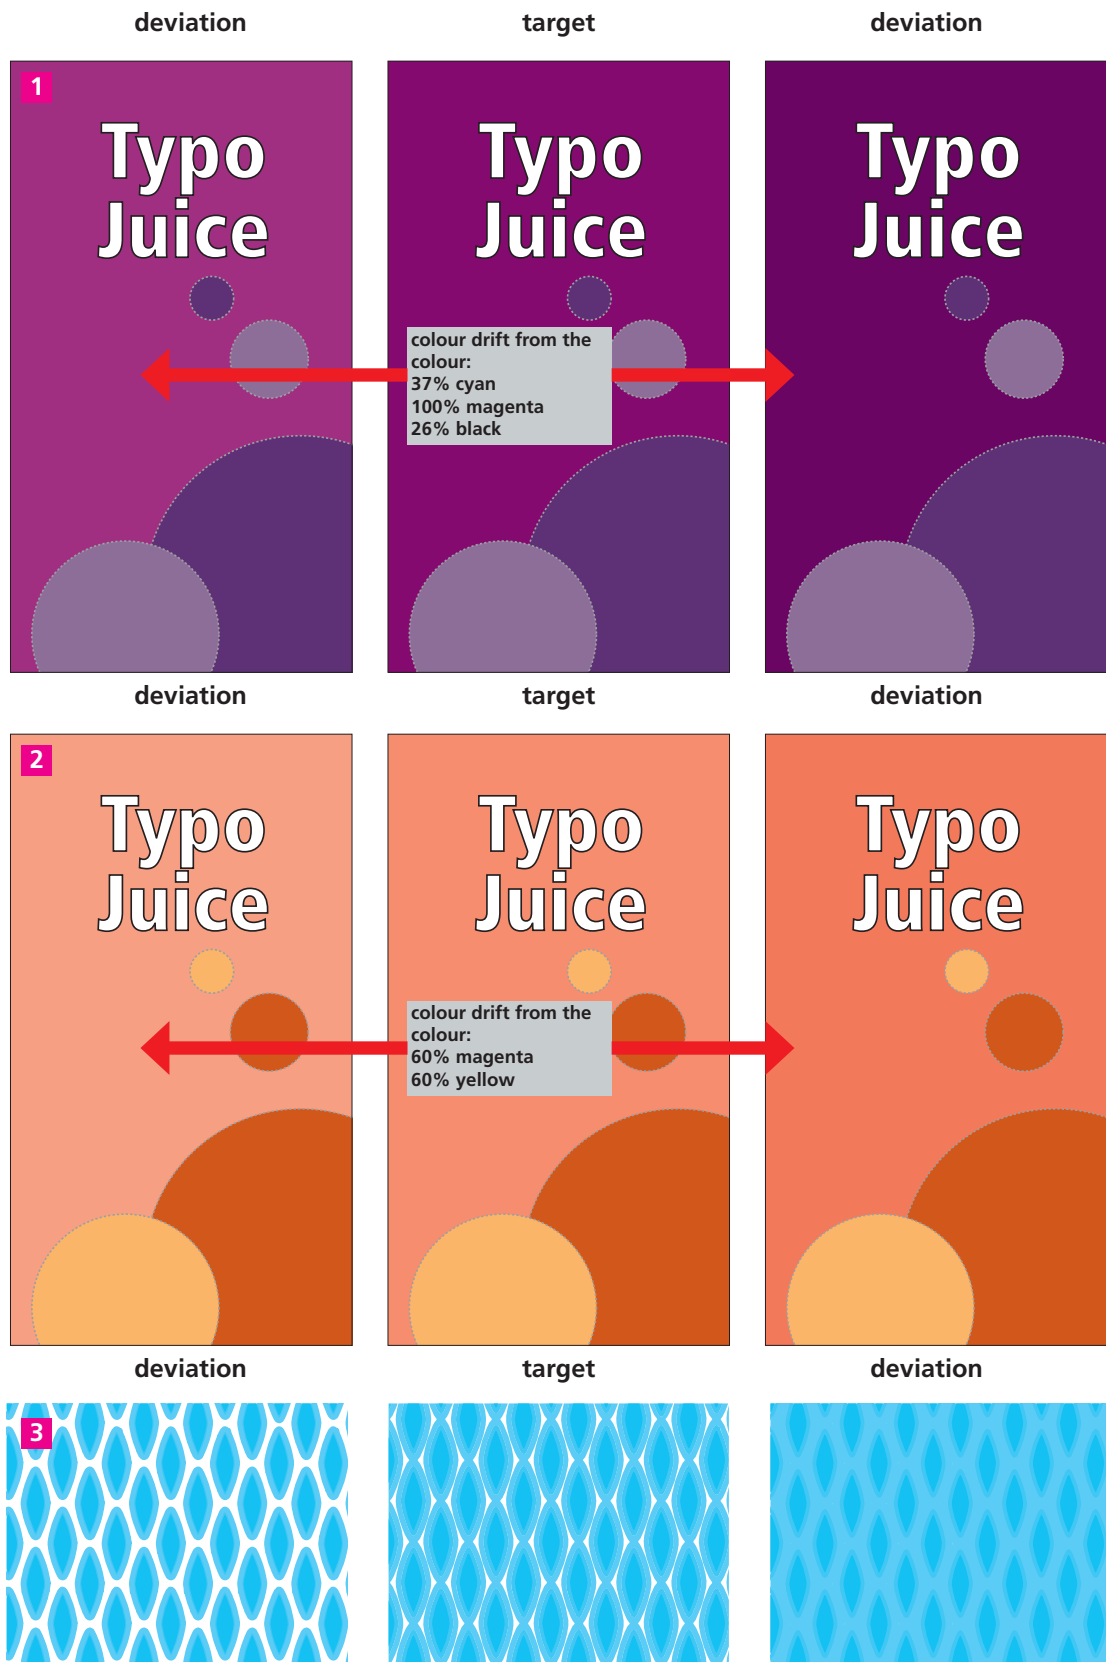 deviation target deviation
1
Typo
Juice
Typo
Juice
Typo
Juice
colour drift from the
colour:
37% cyan
100% magenta
26% black
deviation target deviation
2
Typo
Juice
Typo
Juice
Typo
Juice
colour drift from the
colour:
60% magenta
60% yellow
deviation target deviation
3